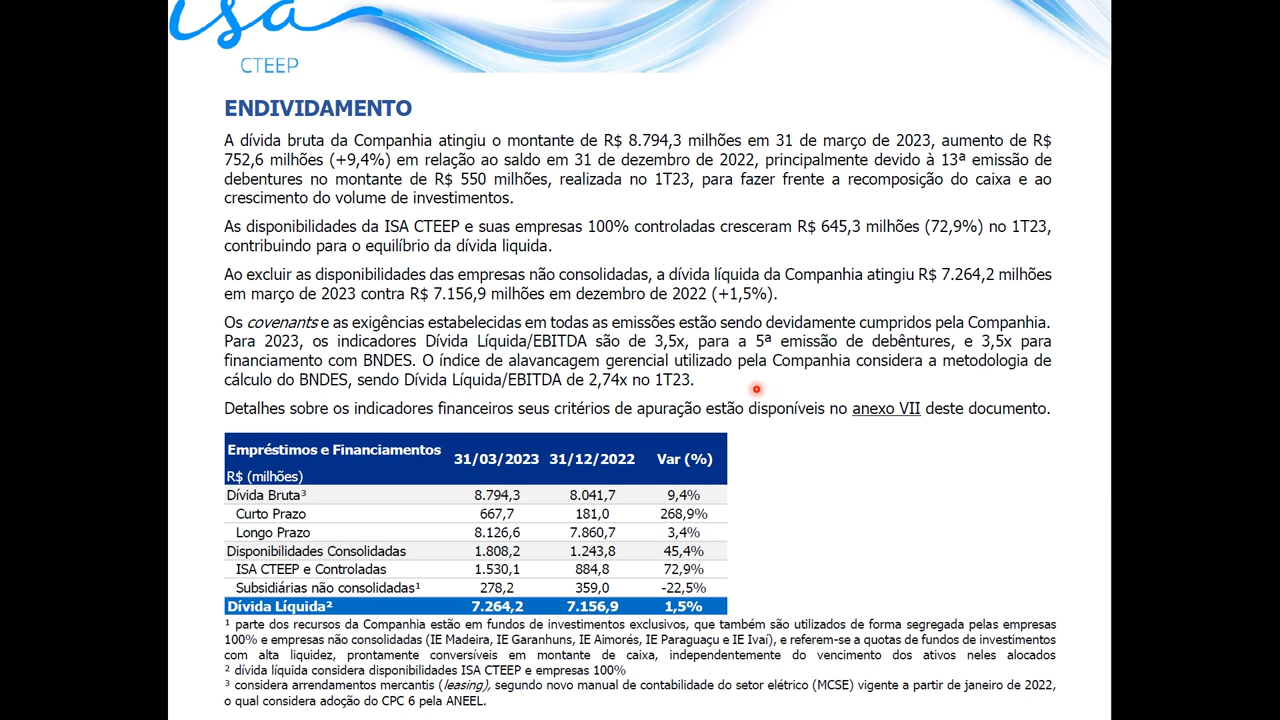 isa
CTEEP
ENDIVIDAMENTO
A dívida bruta da Companhia atingiu o montante de R$ 8.794,3 milhões em 31 de março de 2023, aumento de R$
752,6 milhões (+9,4%) em relação ao saldo em 31 de dezembro de 2022, principalmente devido à 13ª emissão de
debentures no montante de R$ 550 milhões, realizada no 1T23, para fazer frente a recomposição do caixa e ao
crescimento do volume de investimentos.
As disponibilidades da ISA CTEEP e suas empresas 100% controladas cresceram R$ 645,3 milhões (72,9%) no 1T23,
contribuindo para o equilíbrio da dívida liquida.
Ao excluir as disponibilidades das empresas não consolidadas, a dívida líquida da Companhia atingiu R$ 7.264,2 milhões
em março de 2023 contra R$ 7.156,9 milhões em dezembro de 2022 (+1,5%).
Os covenants e as exigências estabelecidas em todas as emissões estão sendo devidamente cumpridos pela Companhia.
Para 2023, os indicadores Dívida Líquida/EBITDA são de 3,5x, para a 5ª emissão de debêntures, e 3,5x para
financiamento com BNDES. O índice de alavancagem gerencial utilizado pela Companhia considera a metodologia de
cálculo do BNDES, sendo Dívida Líquida/EBITDA de 2,74x no 1T23.
Detalhes sobre os indicadores financeiros seus critérios de apuração estão disponíveis no anexo VII deste documento.
Empréstimos e Financiamentos 31/03/2023 31/12/2022 Var (%)
R$ (milhões)
Dívida Bruta³ 8.794,3 8.041,7 9,4%
Curto Prazo 667,7 181,0 268,9%
Longo Prazo 8.126,6 7.860,7 3,4%
Disponibilidades Consolidadas 1.808,2 1.243,8 45,4%
ISA CTEEP e Controladas 1.530,1 884,8 72,9%
Subsidiárias não consolidadas¹ 278,2 359,0 -22,5%
Dívida Líquida² 7.264,2 7.156,9 1,5%
¹ parte dos recursos da Companhia estão em fundos de investimentos exclusivos, que também são utilizados de forma segregada pelas empresas
100% e empresas não consolidadas (IE Madeira, IE Garanhuns, IE Aimorés, IE Paraguaçu e IE Ivaí), e referem-se a quotas de fundos de investimentos
com alta liquidez, prontamente conversíveis em montante de caixa, independentemente do vencimento dos ativos neles alocados
² dívida líquida considera disponibilidades ISA CTEEP e empresas 100%
³ considera arrendamentos mercantis (leasing), segundo novo manual de contabilidade do setor elétrico (MCSE) vigente a partir de janeiro de 2022,
o qual considera adoção do CPC 6 pela ANEEL.